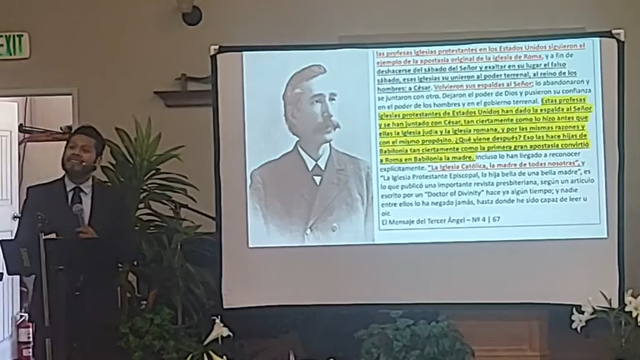 EXIT
las profesas iglesias protestantes en los Estados Unidos siguieron el
ejemplo de la apostasía original de la iglesia de Roma, y a fin de
deshacerse del sábado del Señor y exaltar en su lugar el falso
sábado, esas iglesias se unieron al poder terrenal, al reino de los
hombres: a César. Volvieron sus espaldas al Señor; lo abandonaron y
se juntaron con otro. Dejaron el poder de Dios y pusieron su confianza
en el poder de los hombres y en el gobierno terrenal. Estas profesas
iglesias protestantes de Estados Unidos han dado la espalda al Señor
y se han juntado con César, tan ciertamente como lo hizo antes que
ellas la iglesia judía y la iglesia romana, y por las mismas razones y
con el mismo propósito. ¿Qué viene después? Eso las hace hijas de
Babilonia tan ciertamente como la primera gran apostasía convirtió
a Roma en Babilonia la madre. Incluso lo han llegado a reconocer
explícitamente. "La Iglesia Católica, la madre de todas nosotras", y
"La Iglesia Protestante Episcopal, la hija bella de una bella madre", es
lo que publicó una importante revista presbiteriana, según un artículo
escrito por un "Doctor of Divinity" hace ya algún tiempo; y nadie
entre ellos lo ha negado jamás, hasta donde he sido capaz de leer u
oír.
El Mensaje del Tercer Ángel – Nº 4 | 67